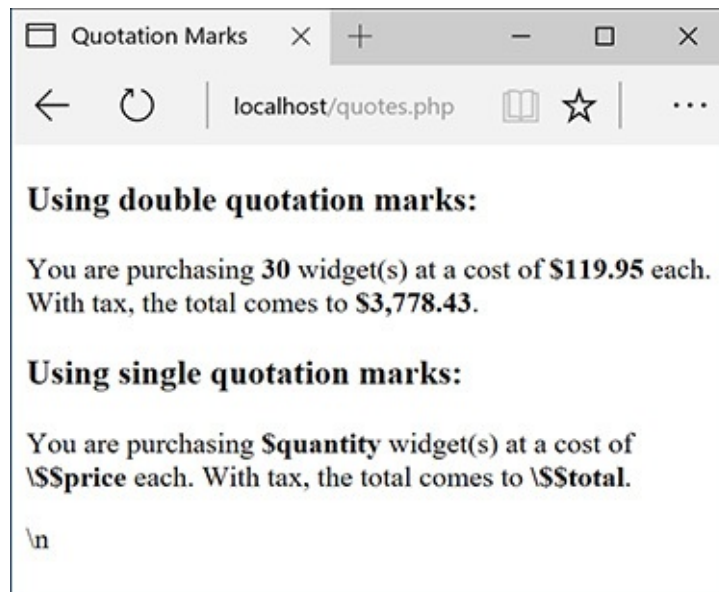 Quotation Marks
localhost/quotes.php
Using double quotation marks:
You are purchasing 30 widget(s) at a cost of $119.95 each.
With tax, the total comes to $3,778.43.
Using single quotation marks:
You are purchasing $quantity widget(s) at a cost of
\$$price each. With tax, the total comes to \$$total.
\n